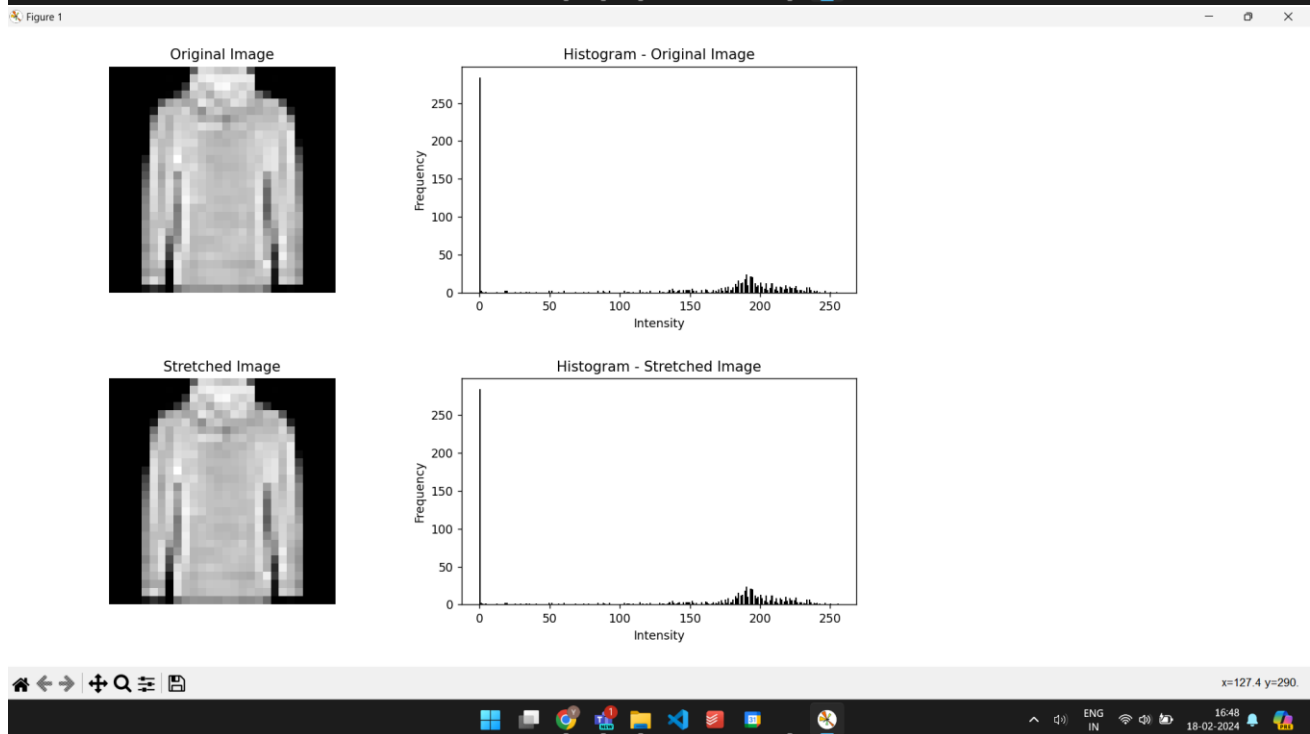 Figure 1
Original Image
Histogram - Original Image
250
200
150
100
50
0
Frequency
0 50 100 150 200 250
Intensity
Stretched Image
Histogram - Stretched Image
250
200
150
100
50
0
Frequency
0 50 100 150 200 250
Intensity
x=127.4 y=290.
1
ENG
IN
16:48
18-02-2024
PRE